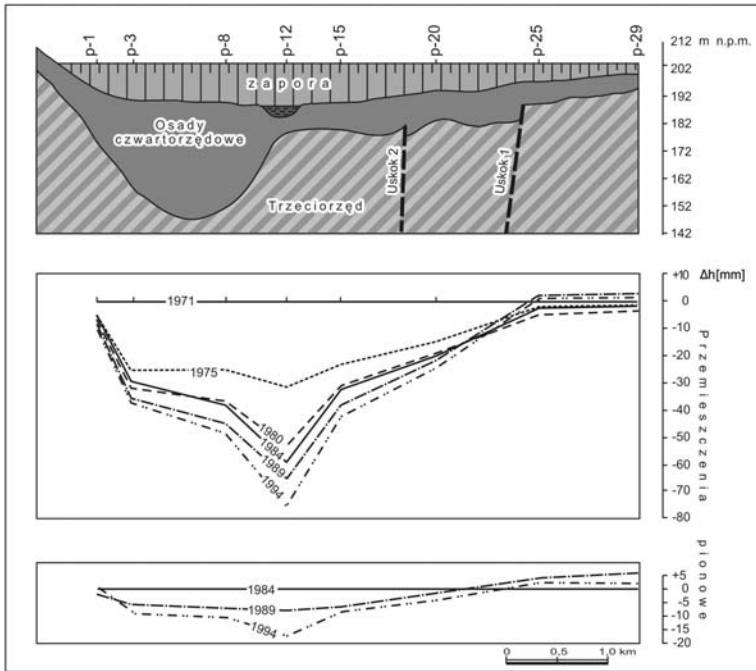 p-1 p-3 p-8 p-12 p-15 p-20 p-25 p-29
212 m n.p.m.
202
192
182
172
162
152
142
zapora
Osady
czwartorzędowe
Trzeciorzęd
Uskok 2
Uskok 1
Δh[mm]
+10
0
-10
-20
-30
-40
-50
-60
-70
-80
1971
1975
1980
1984
1989
1994
Przemieszczenia
pionowe
+5
0
-5
-10
-15
-20
1984
1989
1994
0 0,5 1,0 km